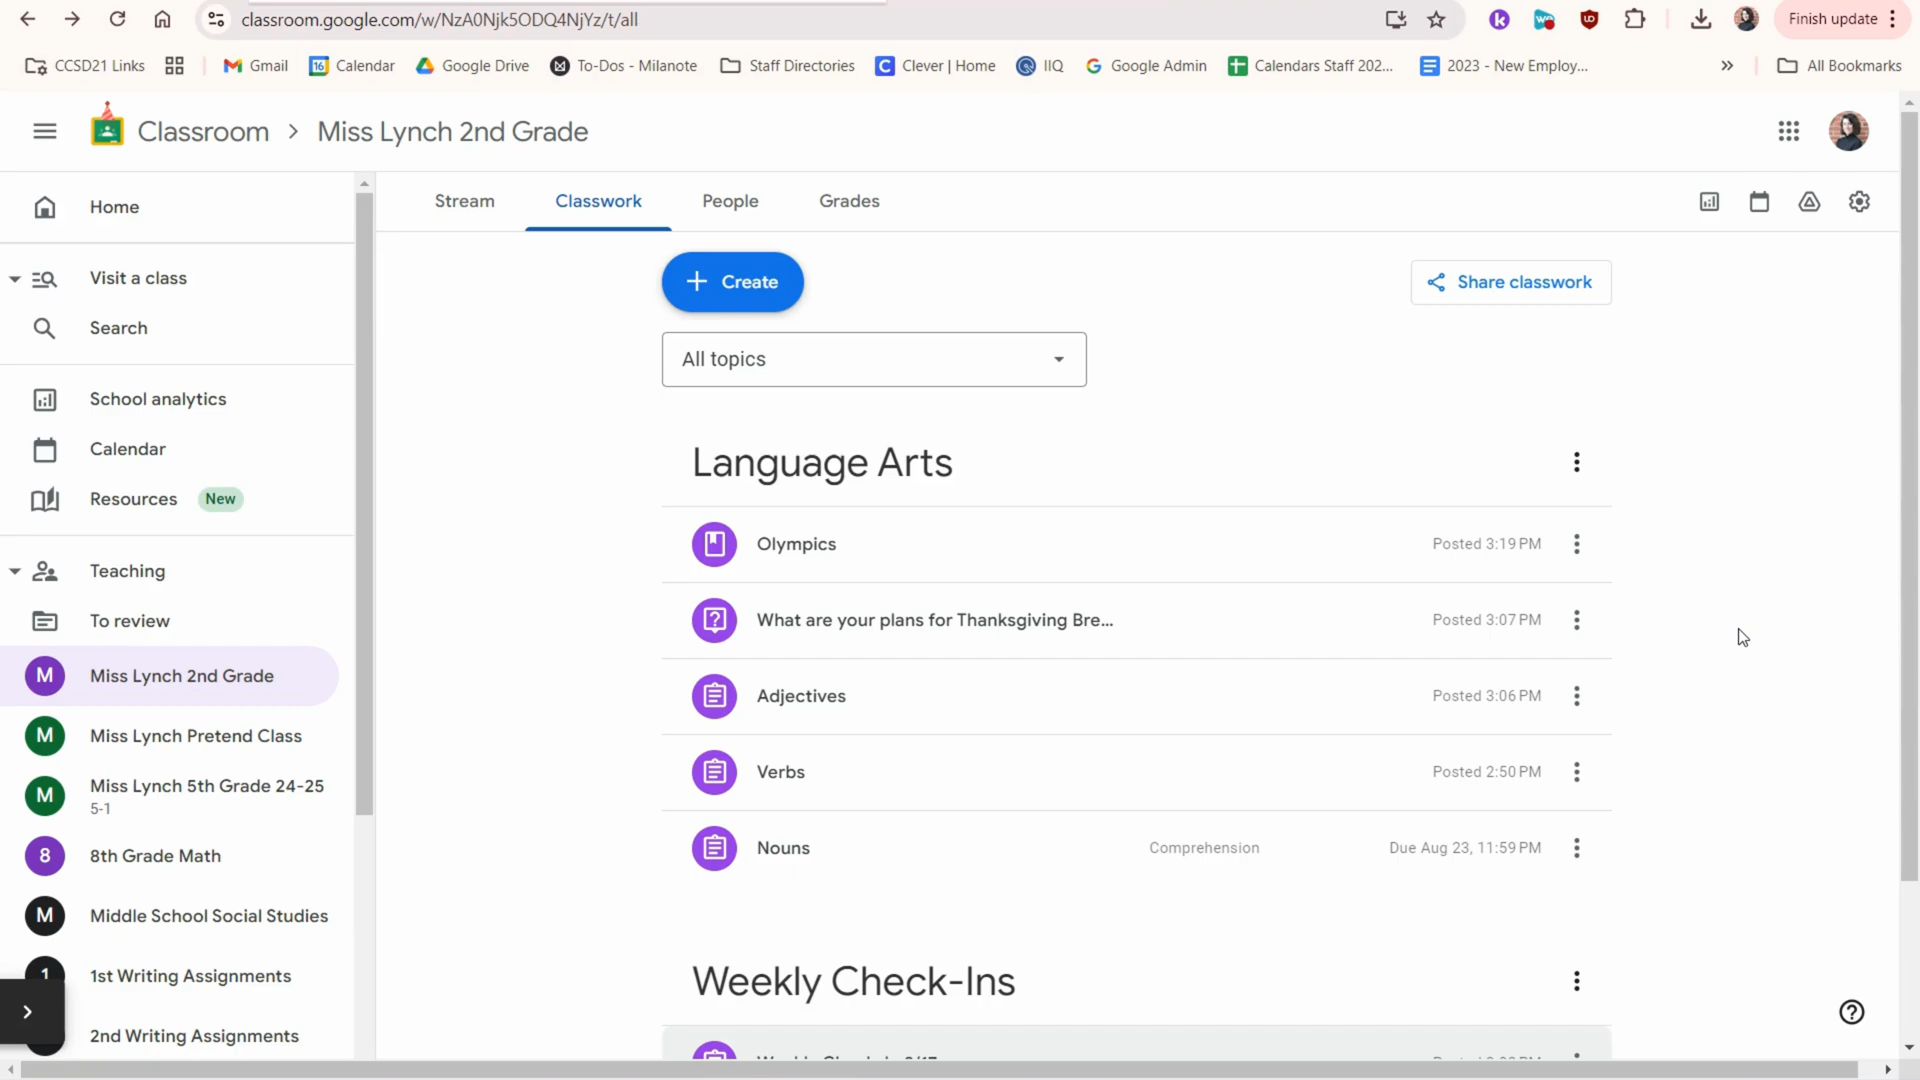 classroom.google.com/w/NzA0Njk5ODQ4NjYz/t/all
Finish update
CCSD21 Links
Gmail
Calendar
Google Drive
To-Dos - Milanote
Staff Directories
Clever | Home
IIQ
Google Admin
Calendars Staff 202...
2023 - New Employ...
All Bookmarks
Classroom > Miss Lynch 2nd Grade
Home
Visit a class
Search
School analytics
Calendar
Resources New
Teaching
To review
M Miss Lynch 2nd Grade
M Miss Lynch Pretend Class
M Miss Lynch 5th Grade 24-25
5-1
8 8th Grade Math
M Middle School Social Studies
1 1st Writing Assignments
2nd Writing Assignments
Stream
Classwork
People
Grades
+ Create
Share classwork
All topics
Language Arts
Olympics Posted 3:19 PM
What are your plans for Thanksgiving Bre... Posted 3:07 PM
Adjectives Posted 3:06 PM
Verbs Posted 2:50 PM
Nouns Comprehension Due Aug 23, 11:59 PM
Weekly Check-Ins